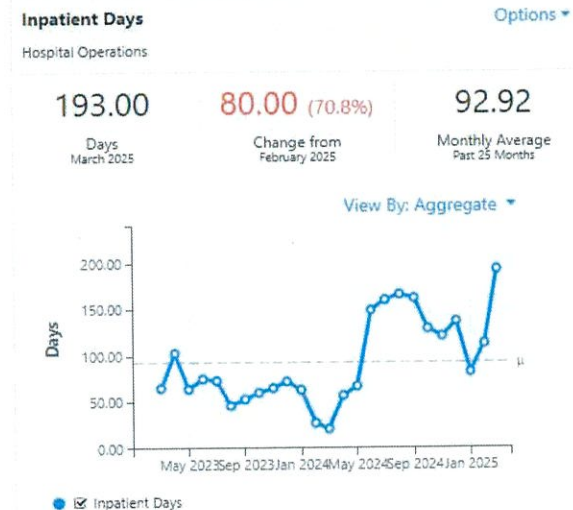 Inpatient Days
Options
Hospital Operations
193.00
Days
March 2025
80.00 (70.8%)
Change from
February 2025
92.92
Monthly Average
Past 25 Months
View By: Aggregate
Days
200.00
150.00
100.00
50.00
0.00
μ
May 2023 Sep 2023 Jan 2024 May 2024 Sep 2024 Jan 2025
Inpatient Days